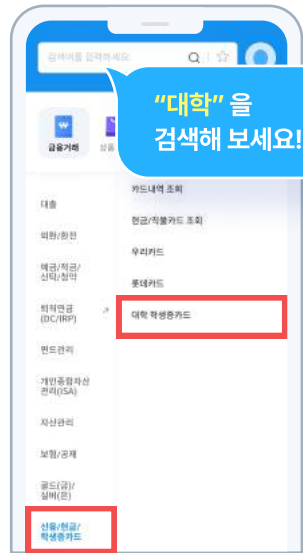 검색어를 입력하세요
"대학" 을
검색해 보세요!
금융거래
상품
카드내역 조회
현금/직불카드 조회
우리카드
롯데카드
대학 학생증카드
대출
외환/환전
예금/적금/
신탁/청약
퇴직연금
(DC/IRP)
펀드관리
개인종합자산
관리(ISA)
자산관리
보험/공제
골드(금)/
실버(은)
신용/현금/
학생증카드